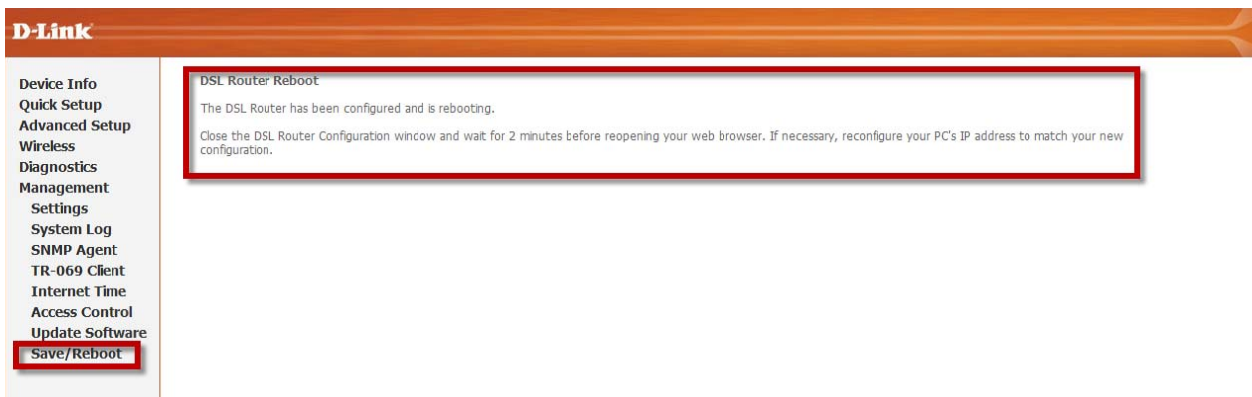 D-Link
Device Info
Quick Setup
Advanced Setup
Wireless
Diagnostics
Management
Settings
System Log
SNMP Agent
TR-069 Client
Internet Time
Access Control
Update Software
Save/Reboot
DSL Router Reboot
The DSL Router has been configured and is rebooting.
Close the DSL Router Configuration wincow and wait for 2 minutes before reopening your web browser. If necessary, reconfigure your PC's IP address to match your new
configuration.